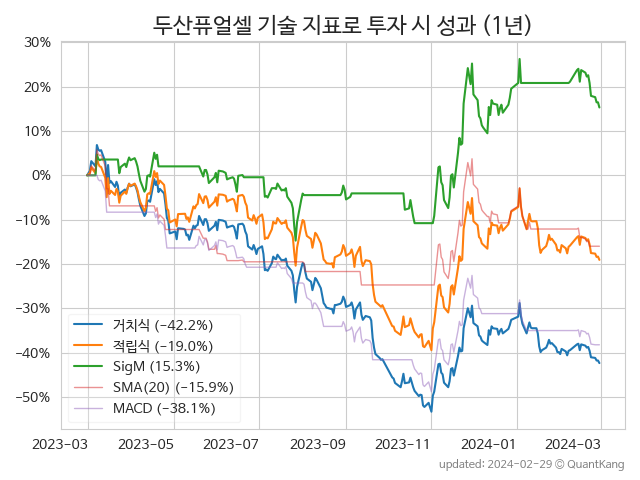 두산퓨얼셀 기술 지표로 투자 시 성과 (1년)
30%
20%
10%
0%
−10%
−20%
−30%
−40%
−50%
거치식 (−42.2%)
적립식 (−19.0%)
SigM (15.3%)
SMA(20) (−15.9%)
MACD (−38.1%)
2023-03 2023-05 2023-07 2023-09 2023-11 2024-01 2024-03
updated: 2024-02-29 © QuantKang